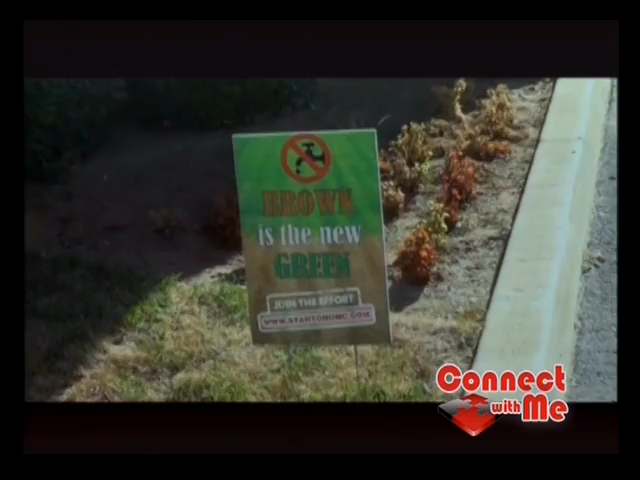 BROWN
is the new
GREEN
JOIN THE EFFORT
Connect
with Me